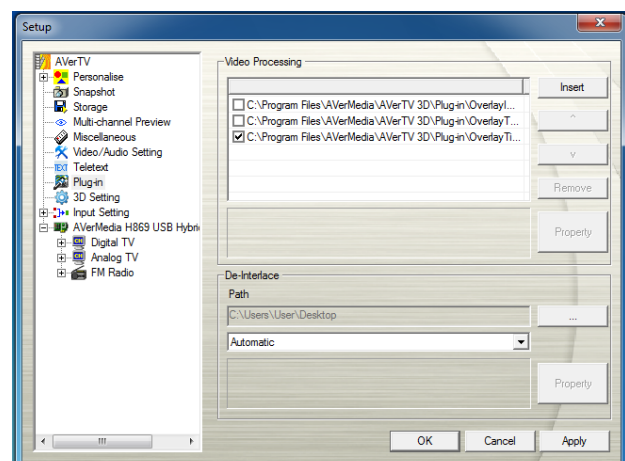 Setup
AVerTV
Personalise
Snapshot
Storage
Multi-channel Preview
Miscellaneous
Video/Audio Setting
TEXT Teletext
Plug-in
3D Setting
Input Setting
AVerMedia H869 USB Hybri
Digital TV
Analog TV
FM Radio
Video Processing
C:\Program Files\AVerMedia\AVerTV 3D\Plug-in\OverlayI...
C:\Program Files\AVerMedia\AVerTV 3D\Plug-in\OverlayT...
C:\Program Files\AVerMedia\AVerTV 3D\Plug-in\OverlayTi...
Insert
^
v
Remove
Property
De-Interlace
Path
C:\Users\User\Desktop
...
Automatic
Property
OK Cancel Apply